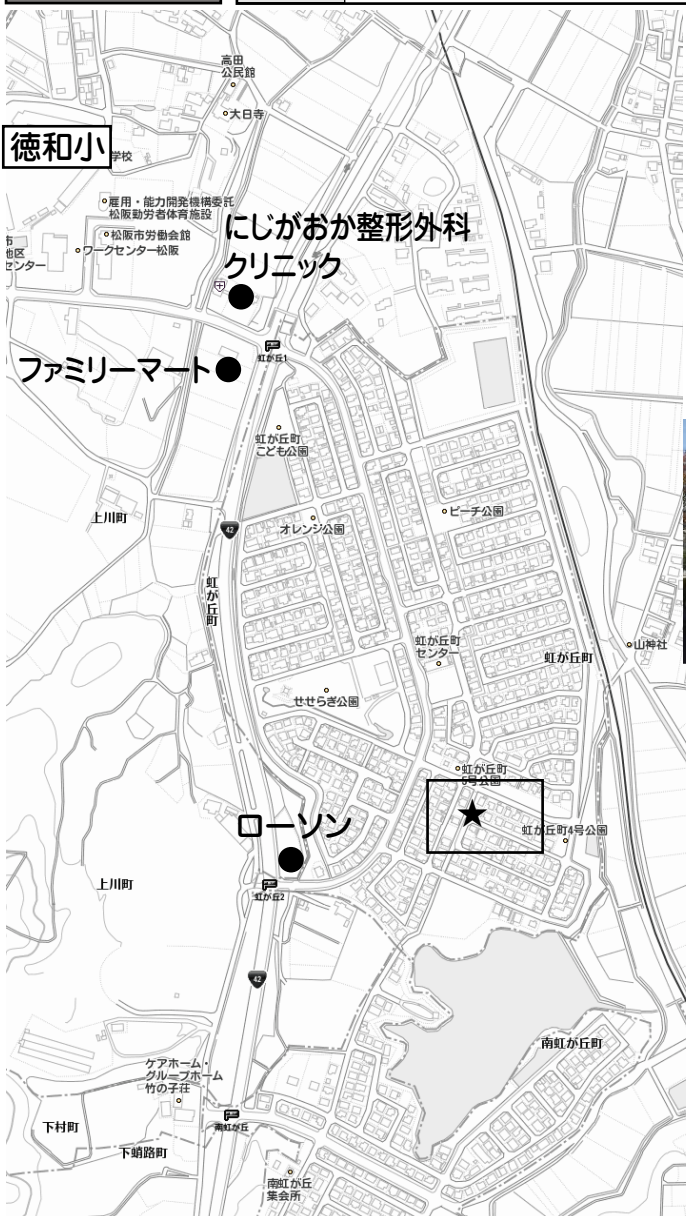 高田
公民館
大日寺
徳和小
学校
雇用・能力開発機構委託
松阪勤労者体育施設
松阪市労働会館
市
地区
センター
ワークセンター松阪
にじがおか整形外科
クリニック
虹が丘1
ファミリーマート
虹が丘町
こども公園
ピーチ公園
上川町
オレンジ公園
42
虹が丘町
虹が丘町
センター
山神社
虹が丘町
せせらぎ公園
虹が丘町
5号公園
ローソン
虹が丘町4号公園
上川町
虹が丘2
42
南虹が丘町
ケアホーム・
グループホーム
竹の子荘
下村町
南虹が丘
下蛸路町
南虹が丘
集会所